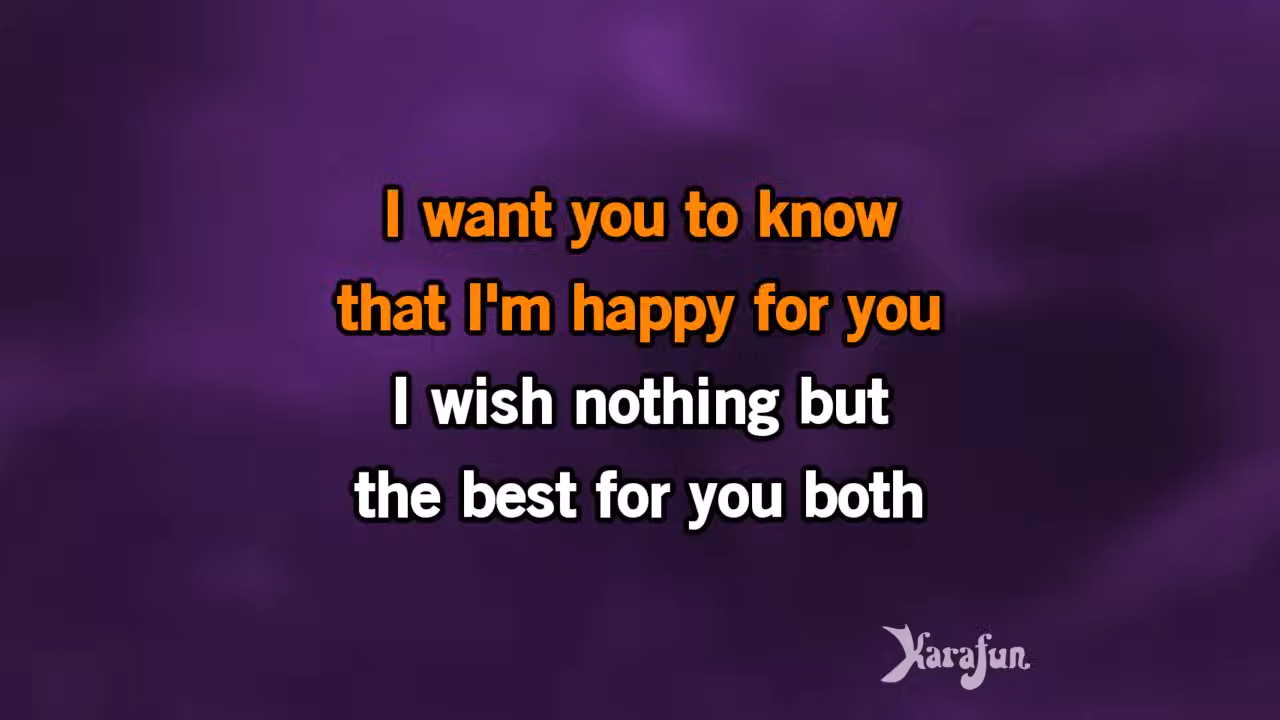 I want you to know
that I'm happy for you
I wish nothing but
the best for you both
Karafun